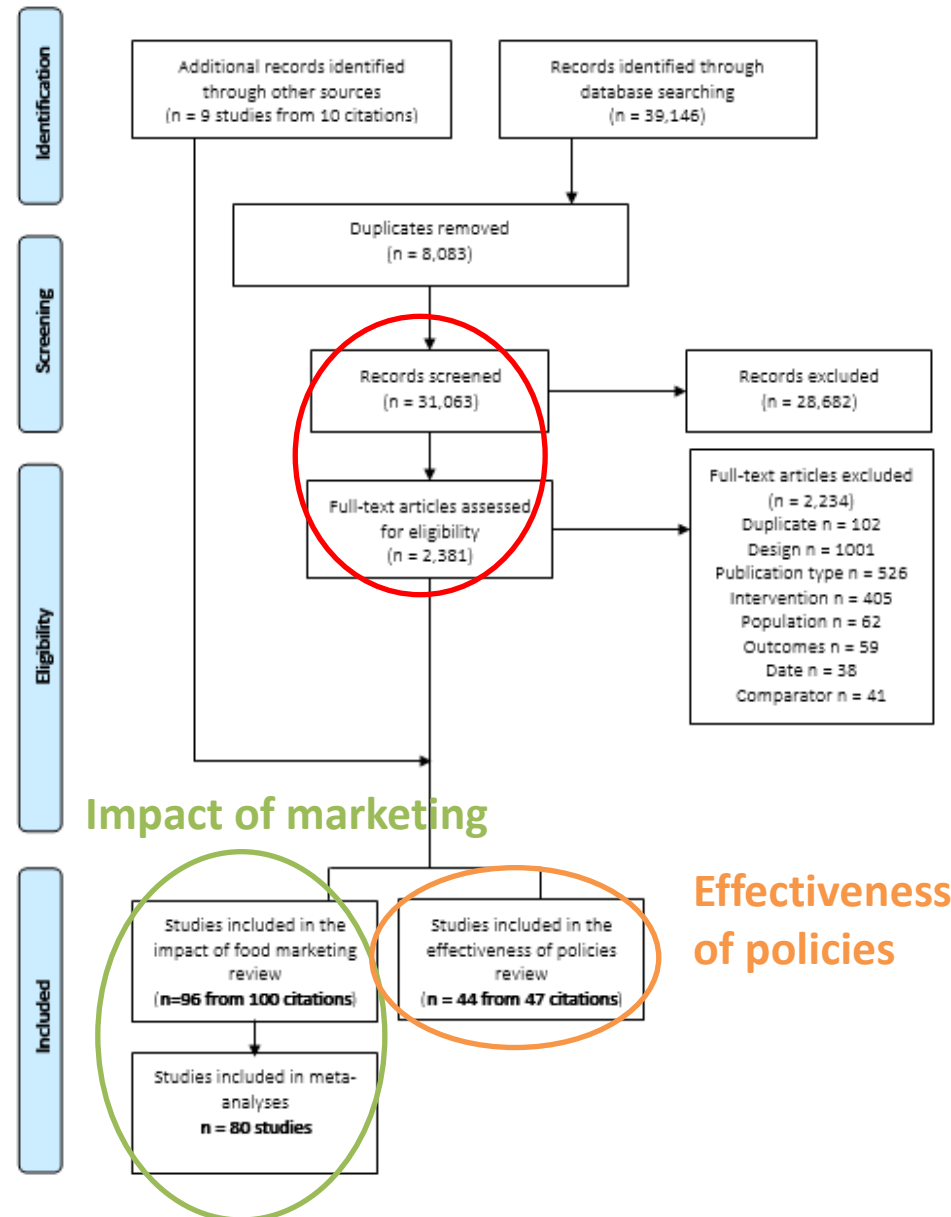 Identification
Additional records identified
through other sources
(n = 9 studies from 10 citations)
Records identified through
database searching
(n = 39,146)
Screening
Duplicates removed
(n = 8,083)
Records screened
(n = 31,063)
Records excluded
(n = 28,682)
Eligibility
Full-text articles assessed
for eligibility
(n = 2,381)
Full-text articles excluded
(n = 2,234)
Duplicate n = 102
Design n = 1001
Publication type n = 526
Intervention n = 405
Population n = 62
Outcomes n = 59
Date n = 38
Comparator n = 41
Impact of marketing
Included
Studies included in the
impact of food marketing
review
(n=96 from 100 citations)
Studies included in the
effectiveness of policies
review
(n = 44 from 47 citations)
Effectiveness
of policies
Studies included in meta-
analyses
n = 80 studies